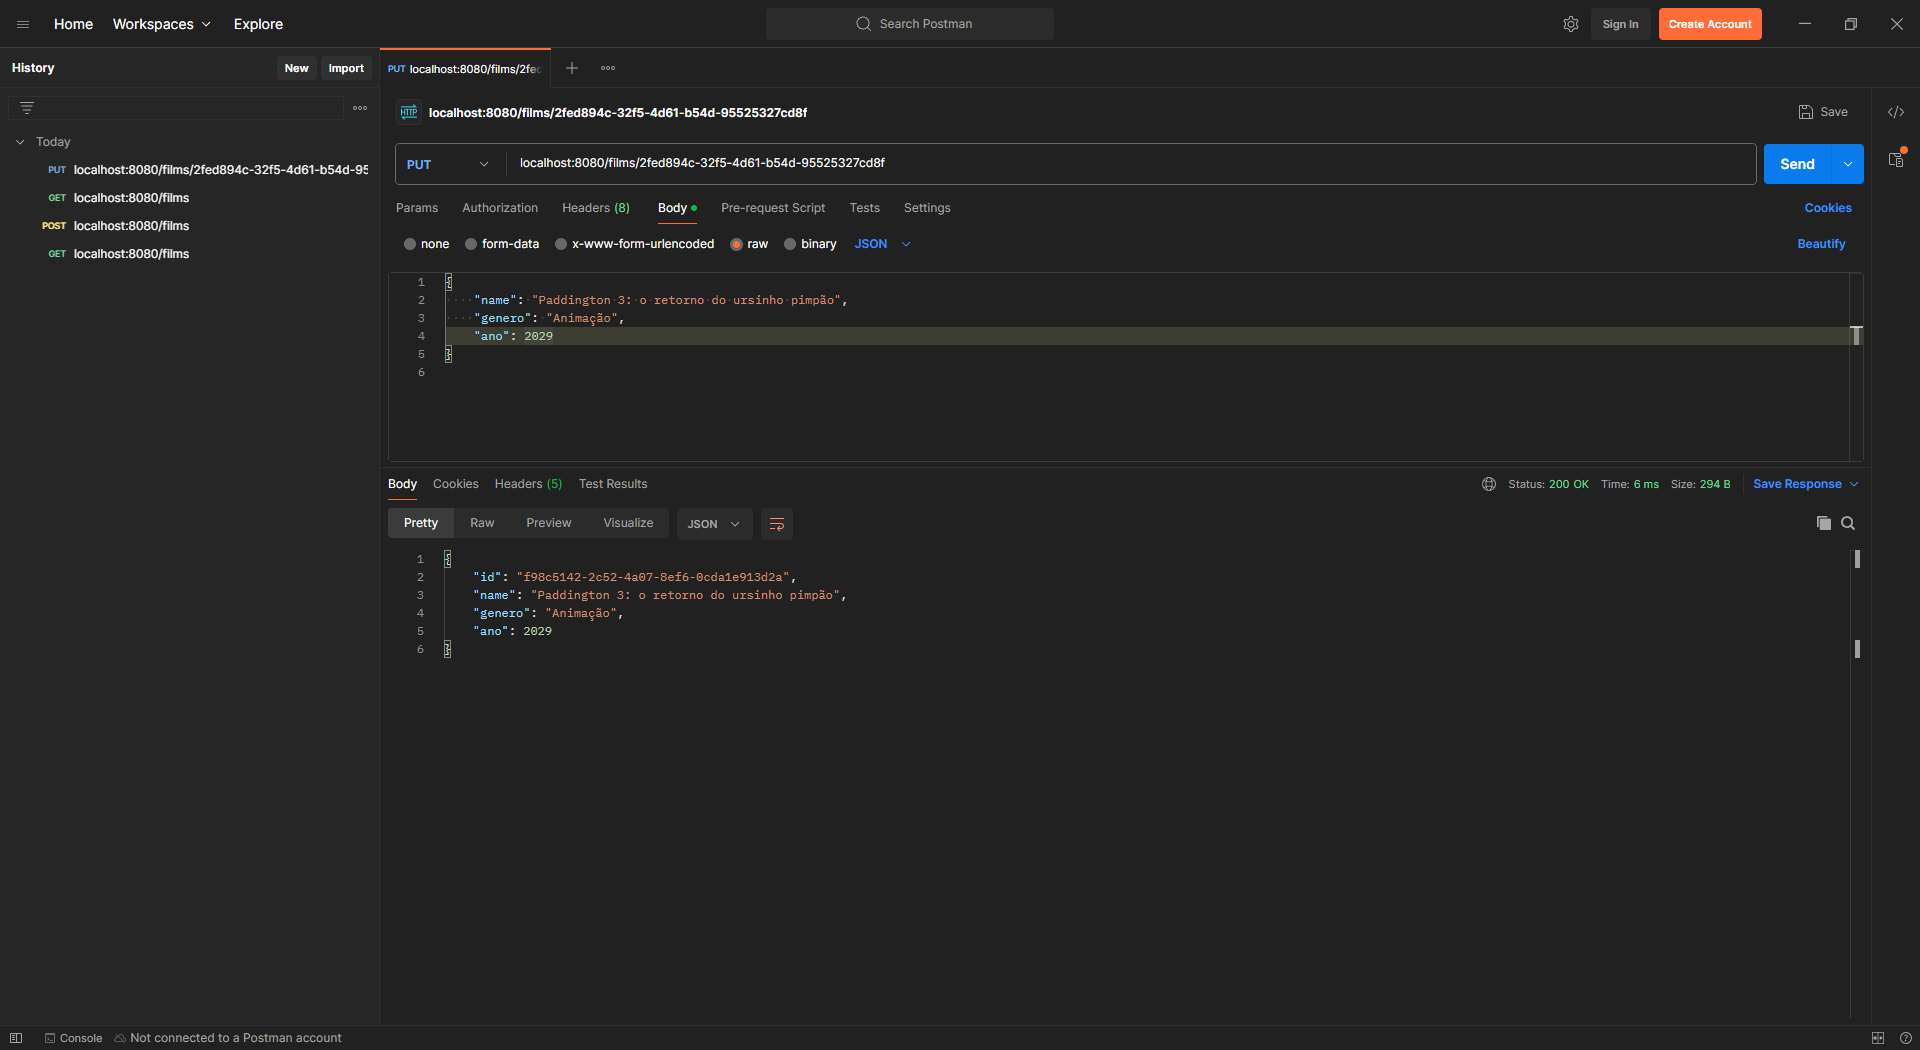 Home Workspaces Explore Search Postman Sign In Create Account
History New Import PUT localhost:8080/films/2fed
HTTP localhost:8080/films/2fed894c-32f5-4d61-b54d-95525327cd8f Save
Today
PUT localhost:8080/films/2fed894c-32f5-4d61-b54d-95
GET localhost:8080/films
POST localhost:8080/films
GET localhost:8080/films
PUT localhost:8080/films/2fed894c-32f5-4d61-b54d-95525327cd8f Send
Params Authorization Headers (8) Body Pre-request Script Tests Settings Cookies
none form-data x-www-form-urlencoded raw binary JSON Beautify
1 {
2 "name": "Paddington 3: o retorno do ursinho pimpão",
3 "genero": "Animação",
4 "ano": 2029
5 }
6
Body Cookies Headers (5) Test Results Status: 200 OK Time: 6 ms Size: 294 B Save Response
Pretty Raw Preview Visualize JSON
1 {
2 "id": "f98c5142-2c52-4a07-8ef6-0cda1e913d2a",
3 "name": "Paddington 3: o retorno do ursinho pimpão",
4 "genero": "Animação",
5 "ano": 2029
6 }
Console Not connected to a Postman account